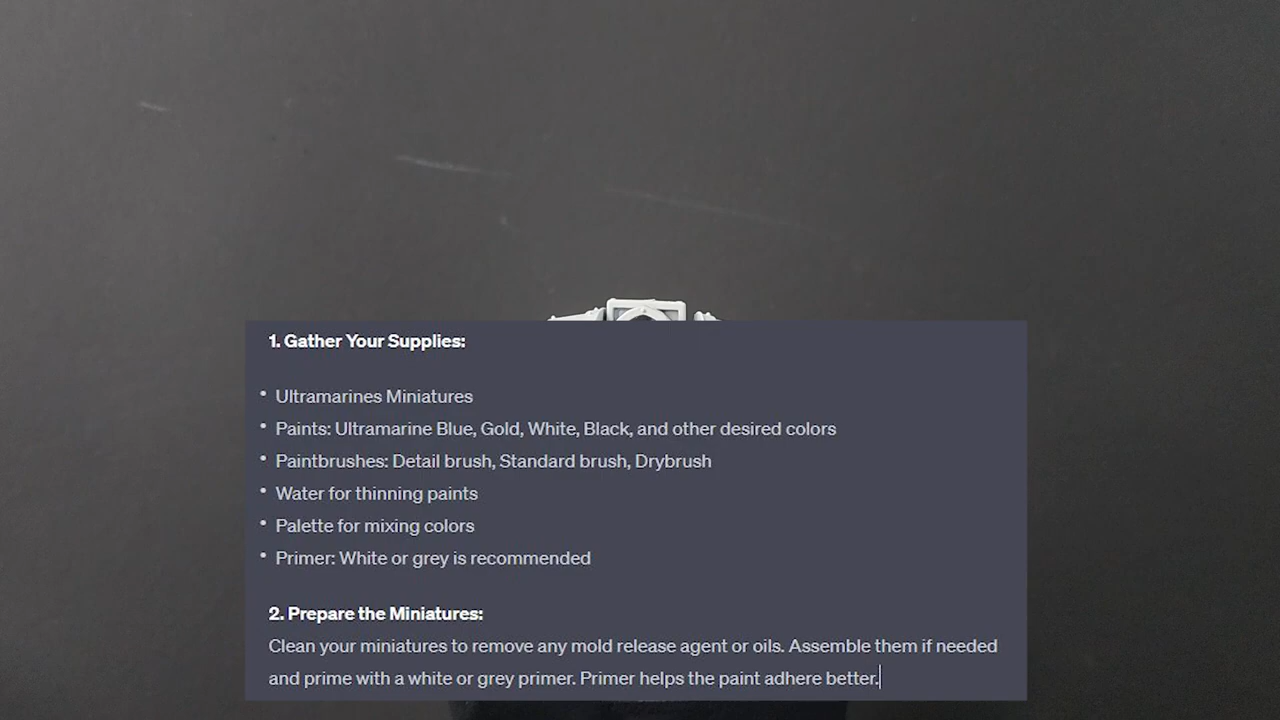 1. Gather Your Supplies:
• Ultramarines Miniatures
• Paints: Ultramarine Blue, Gold, White, Black, and other desired colors
• Paintbrushes: Detail brush, Standard brush, Drybrush
• Water for thinning paints
• Palette for mixing colors
• Primer: White or grey is recommended
2. Prepare the Miniatures:
Clean your miniatures to remove any mold release agent or oils. Assemble them if needed
and prime with a white or grey primer. Primer helps the paint adhere better.